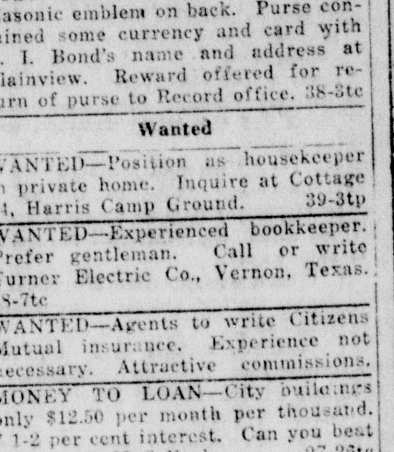 asonic emblem on back. Purse con-
ained some currency and card with
. I. Bond's name and address at
lainview. Reward offered for re-
urn of purse to Record office. 38-3tc
Wanted
WANTED—Position as housekeeper
n private home. Inquire at Cottage
4, Harris Camp Ground. 39-3tp
WANTED—Experienced bookkeeper.
Prefer gentleman. Call or write
Turner Electric Co., Vernon, Texas.
8-7tc
WANTED—Agents to write Citizens
Mutual insurance. Experience not
necessary. Attractive commissions.
MONEY TO LOAN—City buildings
only $12.50 per month per thousand.
1-2 per cent interest. Can you beat